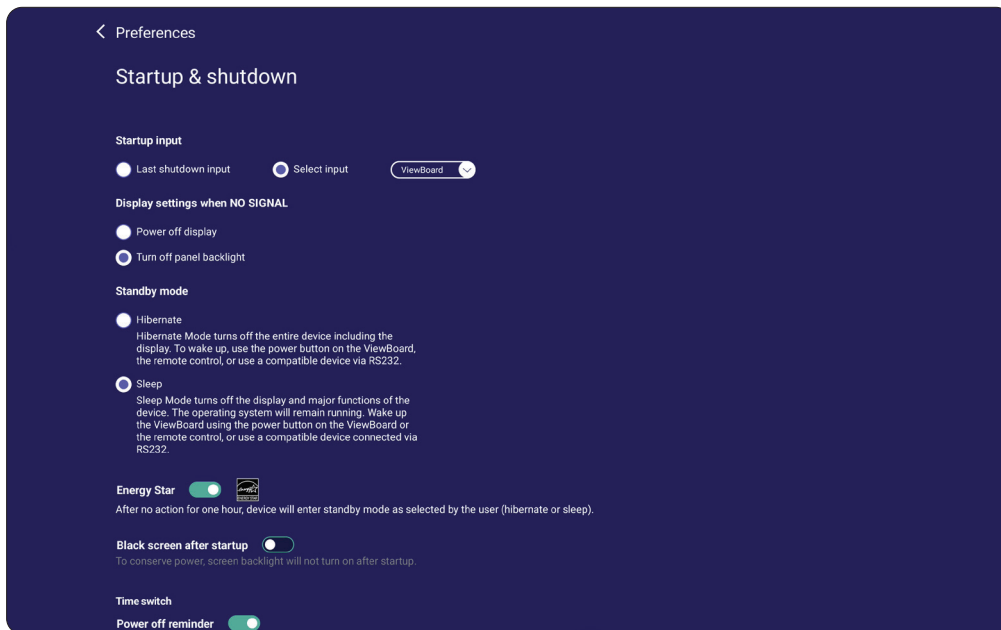 Preferences
Startup & shutdown
Startup input
Last shutdown input Select input ViewBoard
Display settings when NO SIGNAL
Power off display
Turn off panel backlight
Standby mode
Hibernate
Hibernate Mode turns off the entire device including the
display. To wake up, use the power button on the ViewBoard,
the remote control, or use a compatible device via RS232.
Sleep
Sleep Mode turns off the display and major functions of the
device. The operating system will remain running. Wake up
the ViewBoard using the power button on the ViewBoard or
the remote control, or use a compatible device connected via
RS232.
Energy Star ENERGY STAR
After no action for one hour, device will enter standby mode as selected by the user (hibernate or sleep).
Black screen after startup
To conserve power, screen backlight will not turn on after startup.
Time switch
Power off reminder